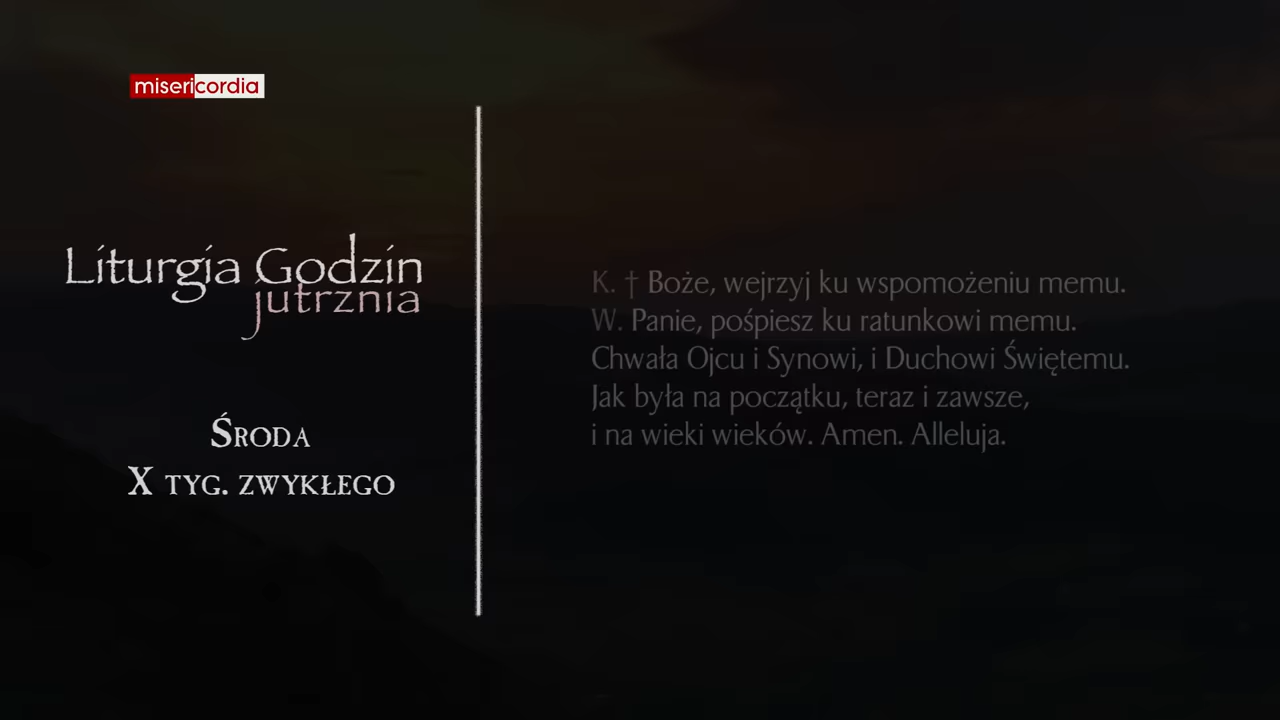 misericordia
Liturgia Godzin
jutrznia
Środa
X tyg. zwykłego
K. † Boże, wejrzyj ku wspomożeniu memu.
W. Panie, pośpiesz ku ratunkowi memu.
Chwała Ojcu i Synowi, i Duchowi Świętemu.
Jak była na początku, teraz i zawsze,
i na wieki wieków. Amen. Alleluja.